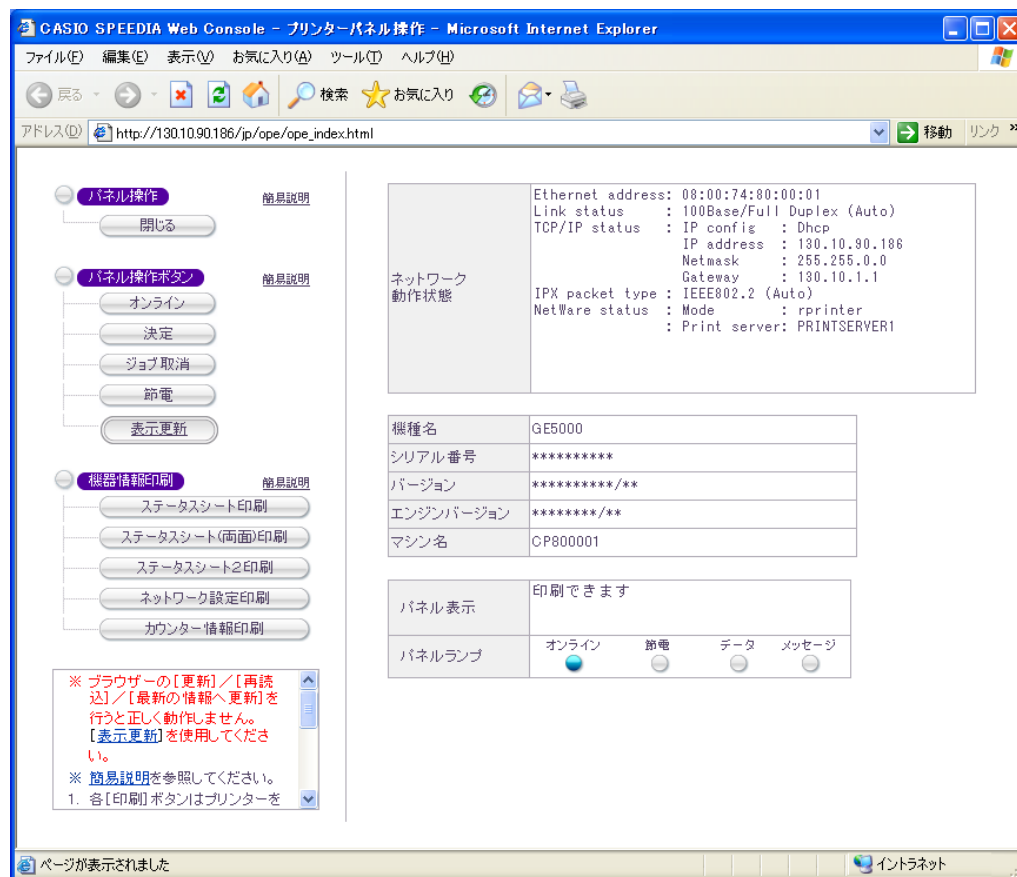 CASIO SPEEDIA Web Console - プリンターパネル操作 - Microsoft Internet Explorer
ファイル(F) 編集(E) 表示(V) お気に入り(A) ツール(T) ヘルプ(H)
戻る 検索 お気に入り
アドレス(D) http://130.10.90.186/jp/ope/ope_index.html 移動 リンク »
パネル操作 簡易説明
閉じる
パネル操作ボタン 簡易説明
オンライン
決定
ジョブ取消
節電
表示更新
機器情報印刷 簡易説明
ステータスシート印刷
ステータスシート(両面)印刷
ステータスシート2印刷
ネットワーク設定印刷
カウンター情報印刷
※ ブラウザーの[更新]/[再読
込]/[最新の情報へ更新]を
行うと正しく動作しません。
[表示更新]を使用してくださ
い。
※ 簡易説明を参照してください。
1. 各[印刷]ボタンはプリンターを
ネットワーク
動作状態
Ethernet address: 08:00:74:80:00:01
Link status : 100Base/Full Duplex (Auto)
TCP/IP status : IP config : Dhcp
IP address : 130.10.90.186
Netmask : 255.255.0.0
Gateway : 130.10.1.1
IPX packet type : IEEE802.2 (Auto)
NetWare status : Mode : rprinter
: Print server: PRINTSERVER1
機種名 GE5000
シリアル番号 **********
バージョン **********/**
エンジンバージョン ********/**
マシン名 CP800001
パネル表示 印刷できます
パネルランプ オンライン 節電 データ メッセージ
ページが表示されました イントラネット